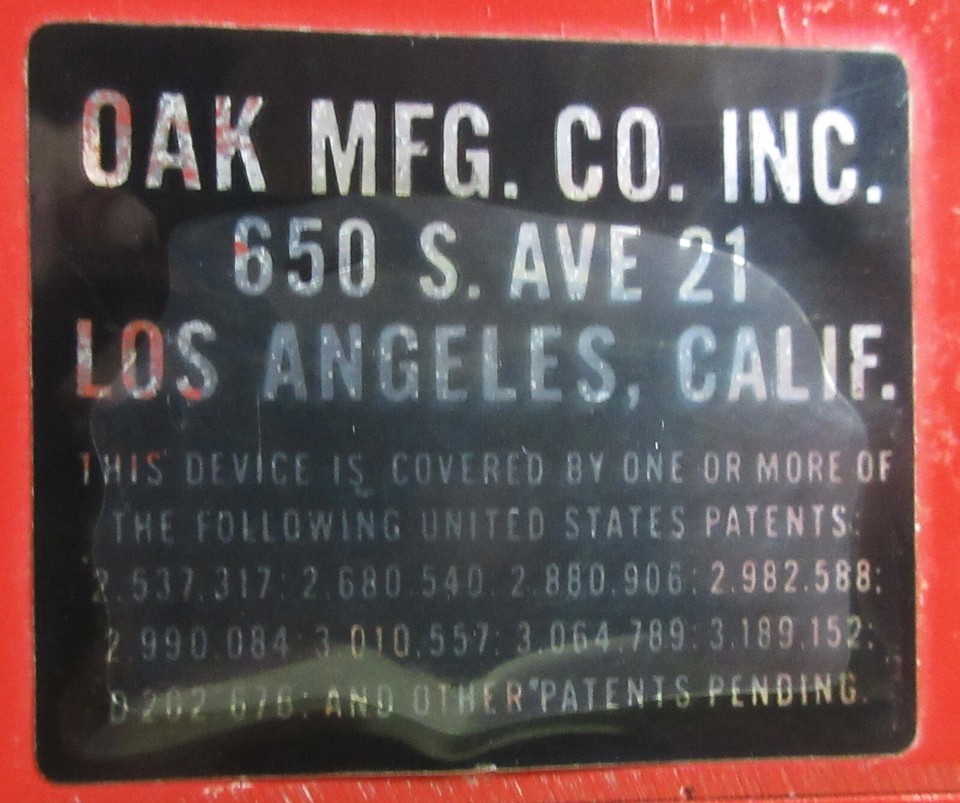 OAK MFG. CO. INC.
650 S. AVE 21
LOS ANGELES, CALIF.
THIS DEVICE IS COVERED BY ONE OR MORE OF
THE FOLLOWING UNITED STATES PATENTS:
2.537.317; 2.680.540; 2.880.906; 2.982.588;
2.990.084; 3.010.557; 3.064.789; 3.189.152;
D 202 676; AND OTHER PATENTS PENDING.